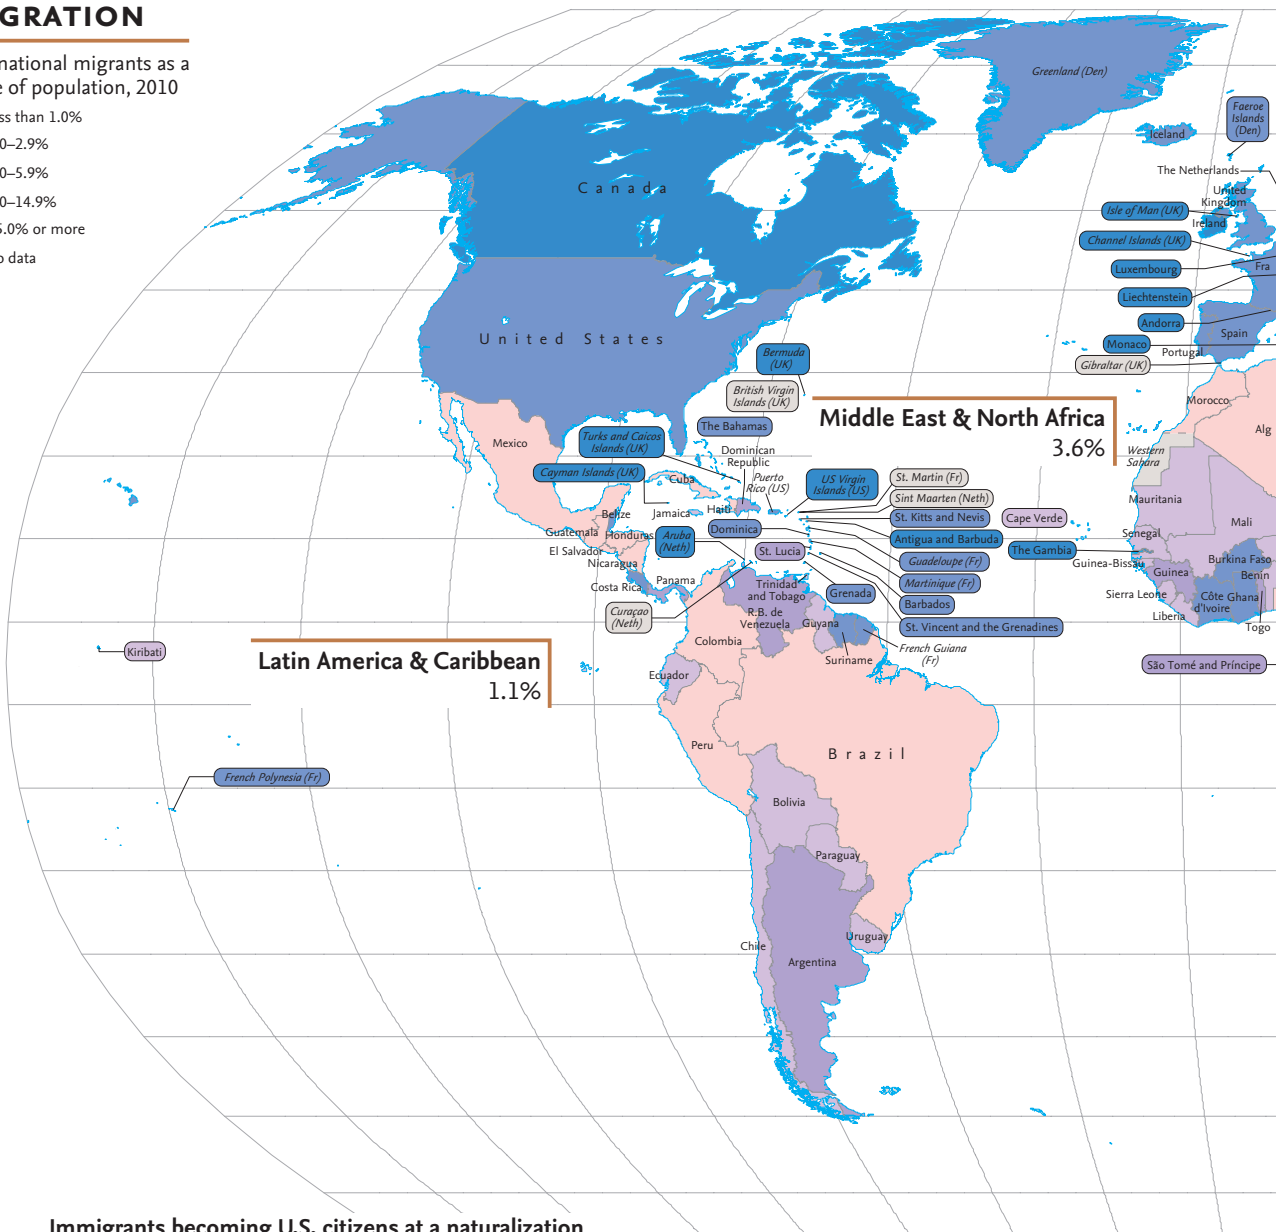 GRATION
national migrants as a
e of population, 2010
ss than 1.0%
0–2.9%
0–5.9%
0–14.9%
5.0% or more
o data
Greenland (Den)
Faeroe
Islands
(Den)
Iceland
The Netherlands
United
Kingdom
Isle of Man (UK)
Ireland
Channel Islands (UK)
Luxembourg
Fra
Liechtenstein
Andorra
Spain
Monaco
Portugal
Gibraltar (UK)
Canada
United States
Bermuda
(UK)
British Virgin
Islands (UK)
The Bahamas
Middle East & North Africa
3.6%
Morocco
Alg
Western
Sahara
Mexico
Turks and Caicos
Islands (UK)
Dominican
Republic
Cayman Islands (UK)
Cuba
Puerto
Rico (US)
US Virgin
Islands (US)
St. Martin (Fr)
Sint Maarten (Neth)
St. Kitts and Nevis
Cape Verde
Mauritania
Mali
Belize
Jamaica
Haiti
Dominica
Antigua and Barbuda
The Gambia
Senegal
Guatemala
Honduras
Aruba
(Neth)
St. Lucia
Guadeloupe (Fr)
Guinea-Bissau
Burkina Faso
El Salvador
Nicaragua
Martinique (Fr)
Guinea
Benin
Costa Rica
Panama
Trinidad
and Tobago
Grenada
Barbados
Sierra Leone
Côte
d'Ivoire
Ghana
Curaçao
(Neth)
R.B. de
Venezuela
Guyana
St. Vincent and the Grenadines
Liberia
Togo
Colombia
French Guiana
(Fr)
Suriname
Kiribati
Latin America & Caribbean
1.1%
Ecuador
São Tomé and Príncipe
Peru
Brazil
French Polynesia (Fr)
Bolivia
Paraguay
Uruguay
Chile
Argentina
Immigrants becoming U.S. citizens at a naturalization